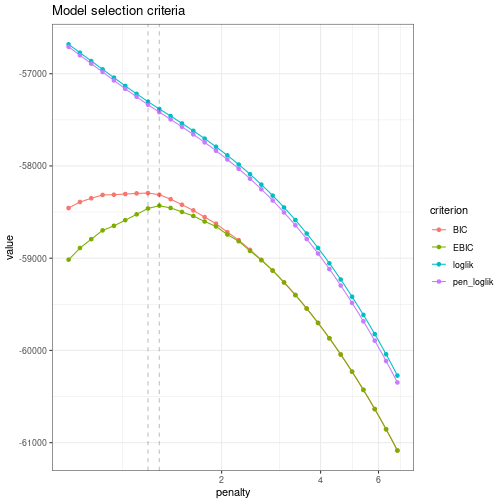 Model selection criteria
value
-57000
-58000
-59000
-60000
-61000
2
4
6
penalty
criterion
BIC
EBIC
loglik
pen_loglik